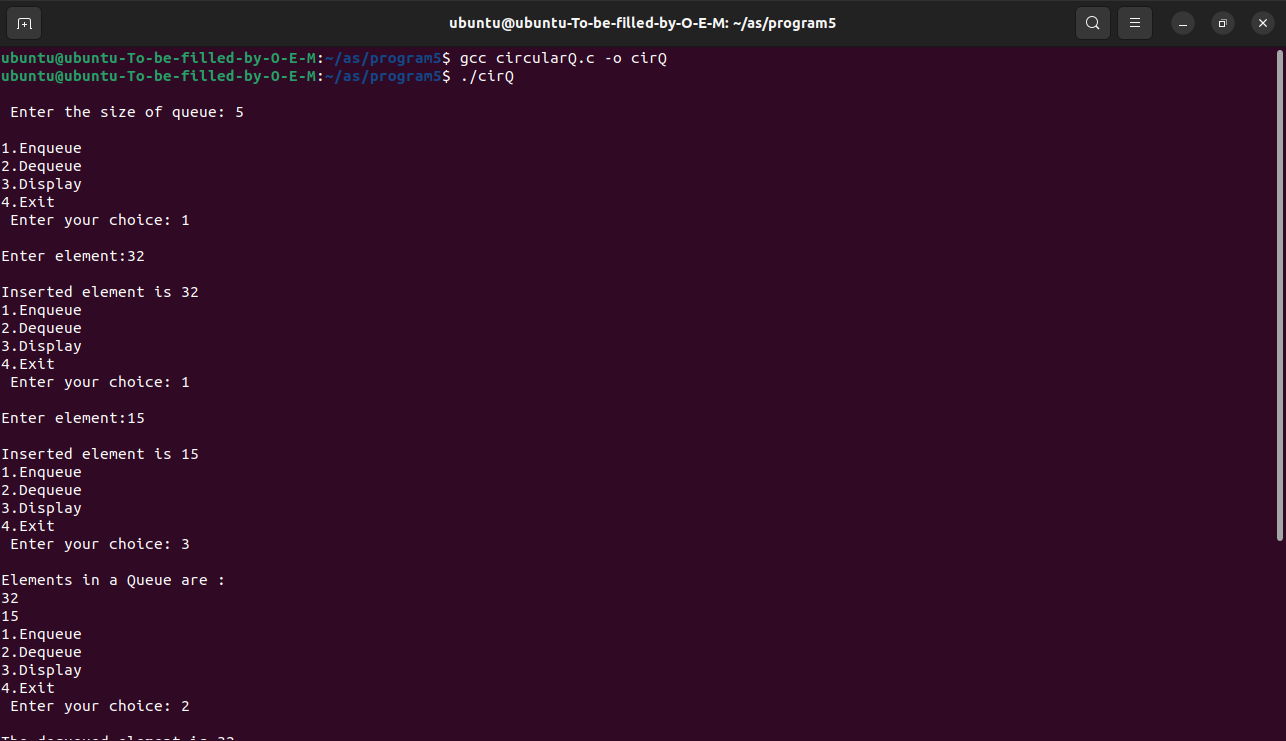 ubuntu@ubuntu-To-be-filled-by-O-E-M: ~/as/program5
ubuntu@ubuntu-To-be-filled-by-O-E-M:~/as/program5$ gcc circularQ.c -o cirQ
ubuntu@ubuntu-To-be-filled-by-O-E-M:~/as/program5$ ./cirQ
Enter the size of queue: 5
1.Enqueue
2.Dequeue
3.Display
4.Exit
Enter your choice: 1
Enter element:32
Inserted element is 32
1.Enqueue
2.Dequeue
3.Display
4.Exit
Enter your choice: 1
Enter element:15
Inserted element is 15
1.Enqueue
2.Dequeue
3.Display
4.Exit
Enter your choice: 3
Elements in a Queue are :
32
15
1.Enqueue
2.Dequeue
3.Display
4.Exit
Enter your choice: 2
The dequeued element is 32